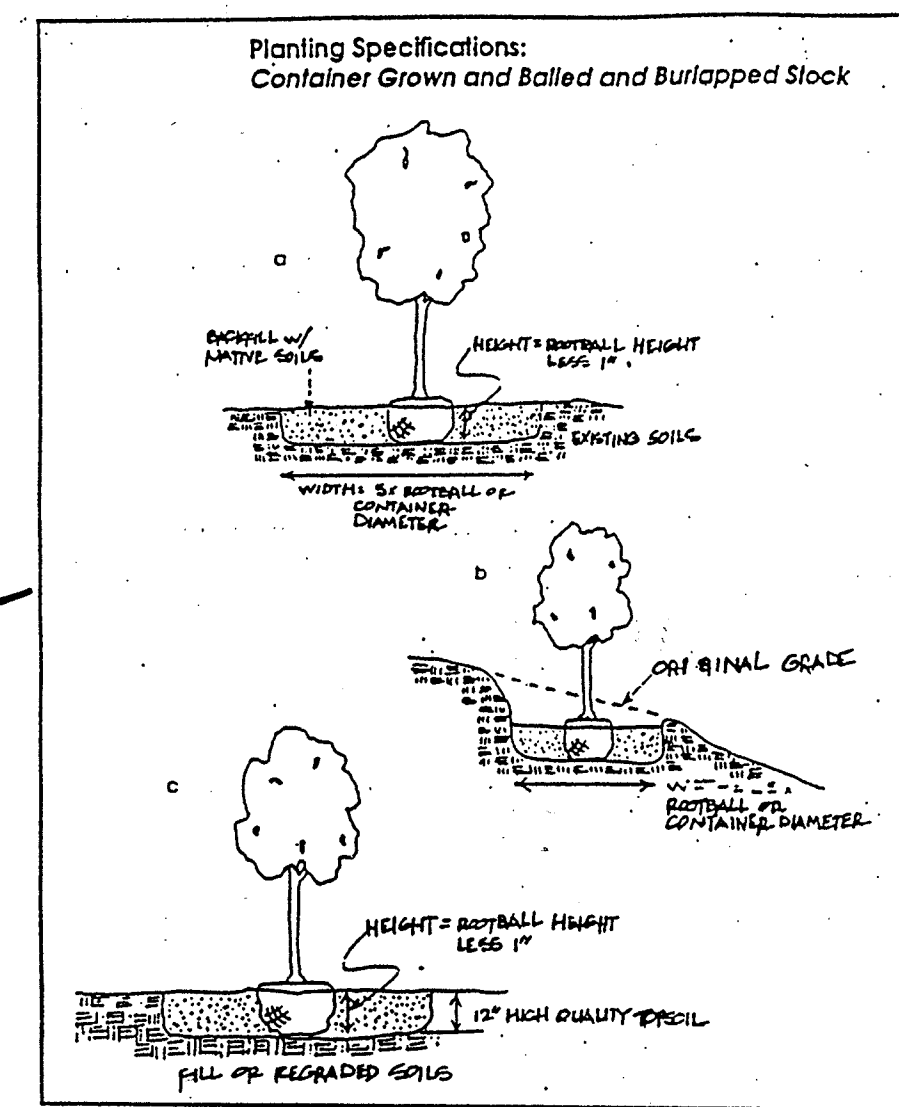 Planting Specifications:
Container Grown and Balled and Burlapped Stock
a
BACKFILL W/
NATIVE SOILS
HEIGHT = ROOTBALL HEIGHT
LESS 1".
EXISTING SOILS
WIDTH: 5x ROOTBALL OR
CONTAINER
DIAMETER
b
ORIGINAL GRADE
ROOTBALL OR
CONTAINER DIAMETER
c
HEIGHT = ROOTBALL HEIGHT
LESS 1"
12" HIGH QUALITY TOPSOIL
FILL OR REGRADED SOILS